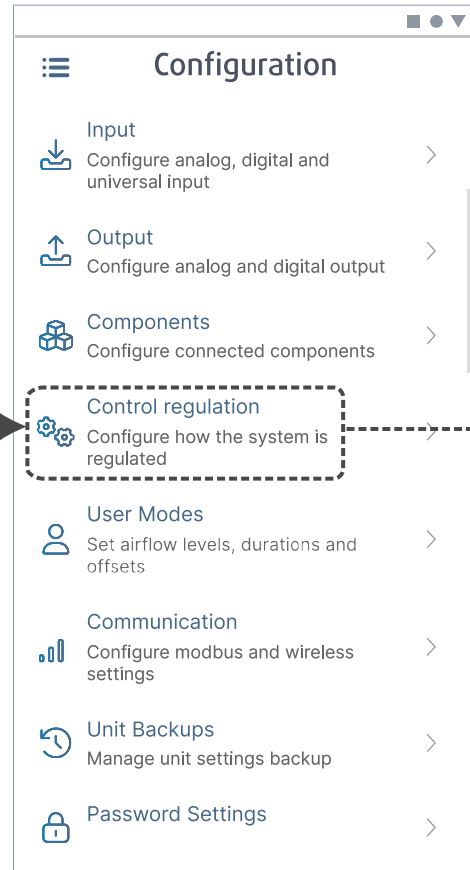 Configuration
Input
Configure analog, digital and
universal input
Output
Configure analog and digital output
Components
Configure connected components
Control regulation
Configure how the system is
regulated
User Modes
Set airflow levels, durations and
offsets
Communication
Configure modbus and wireless
settings
Unit Backups
Manage unit settings backup
Password Settings